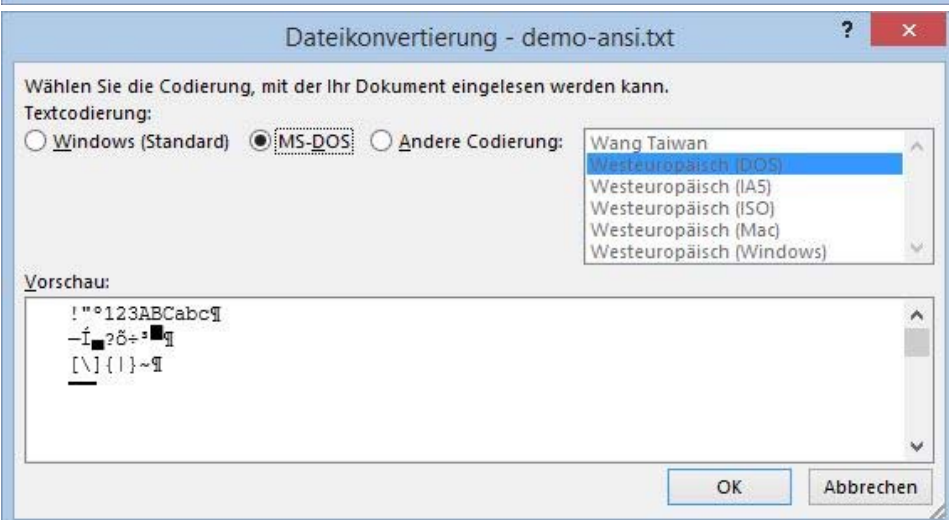 Dateikonvertierung - demo-ansi.txt
Wählen Sie die Codierung, mit der Ihr Dokument eingelesen werden kann.
Textcodierung:
Windows (Standard) MS-DOS Andere Codierung:
Wang Taiwan
Westeuropäisch (DOS)
Westeuropäisch (IA5)
Westeuropäisch (ISO)
Westeuropäisch (Mac)
Westeuropäisch (Windows)
Vorschau:
!"°123ABCabc¶
─Í▄?õ÷³▀¶
[\]{|}~¶
OK Abbrechen